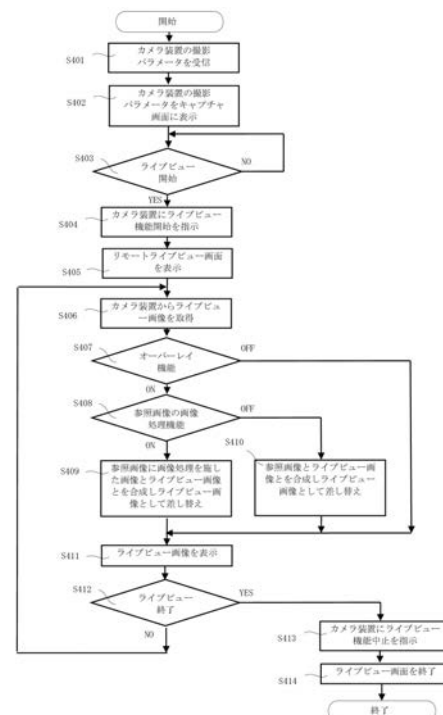 開始
S401
カメラ装置の撮影
パラメータを受信
S402
カメラ装置の撮影
パラメータをキャプチャ
画面に表示
S403
ライブビュー
開始
NO
YES
S404
カメラ装置にライブビュー
機能開始を指示
S405
リモートライブビュー画面
を表示
S406
カメラ装置からライブビュ
ー画像を取得
S407
オーバーレイ
機能
OFF
ON
S408
参照画像の画像
処理機能
OFF
ON
S409
参照画像に画像処理を施し
た画像とライブビュー画像
とを合成しライブビュー画
像として差し替え
S410
参照画像とライブビュー画
像とを合成しライブビュー
画像として差し替え
S411
ライブビュー画像を表示
S412
ライブビュー
終了
YES
NO
S413
カメラ装置にライブビュー
機能中止を指示
S414
ライブビュー画面を終了
終了